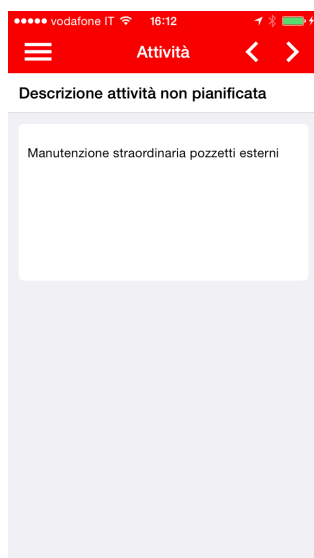 vodafone IT 16:12
Attività
Descrizione attività non pianificata
Manutenzione straordinaria pozzetti esterni